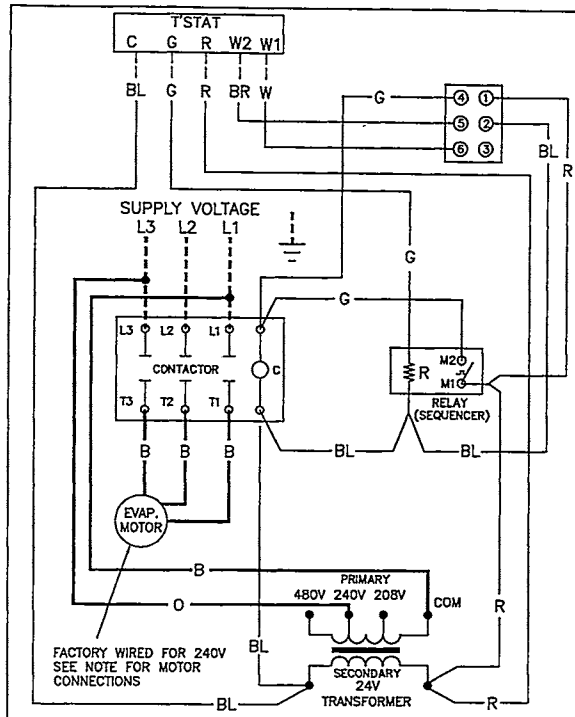 T'STAT
C G R W2 W1
BL G R BR W
G
4 1
5 2
6 3
BL
R
SUPPLY VOLTAGE
L3 L2 L1
G
G
L3 L2 L1
CONTACTOR
C
T3 T2 T1
R
M2
M1
RELAY
(SEQUENCER)
B B B
BL
BL
EVAP.
MOTOR
B
O
PRIMARY
480V 240V 208V
COM
R
FACTORY WIRED FOR 240V
SEE NOTE FOR MOTOR
CONNECTIONS
BL
SECONDARY
24V
TRANSFORMER
BL
R